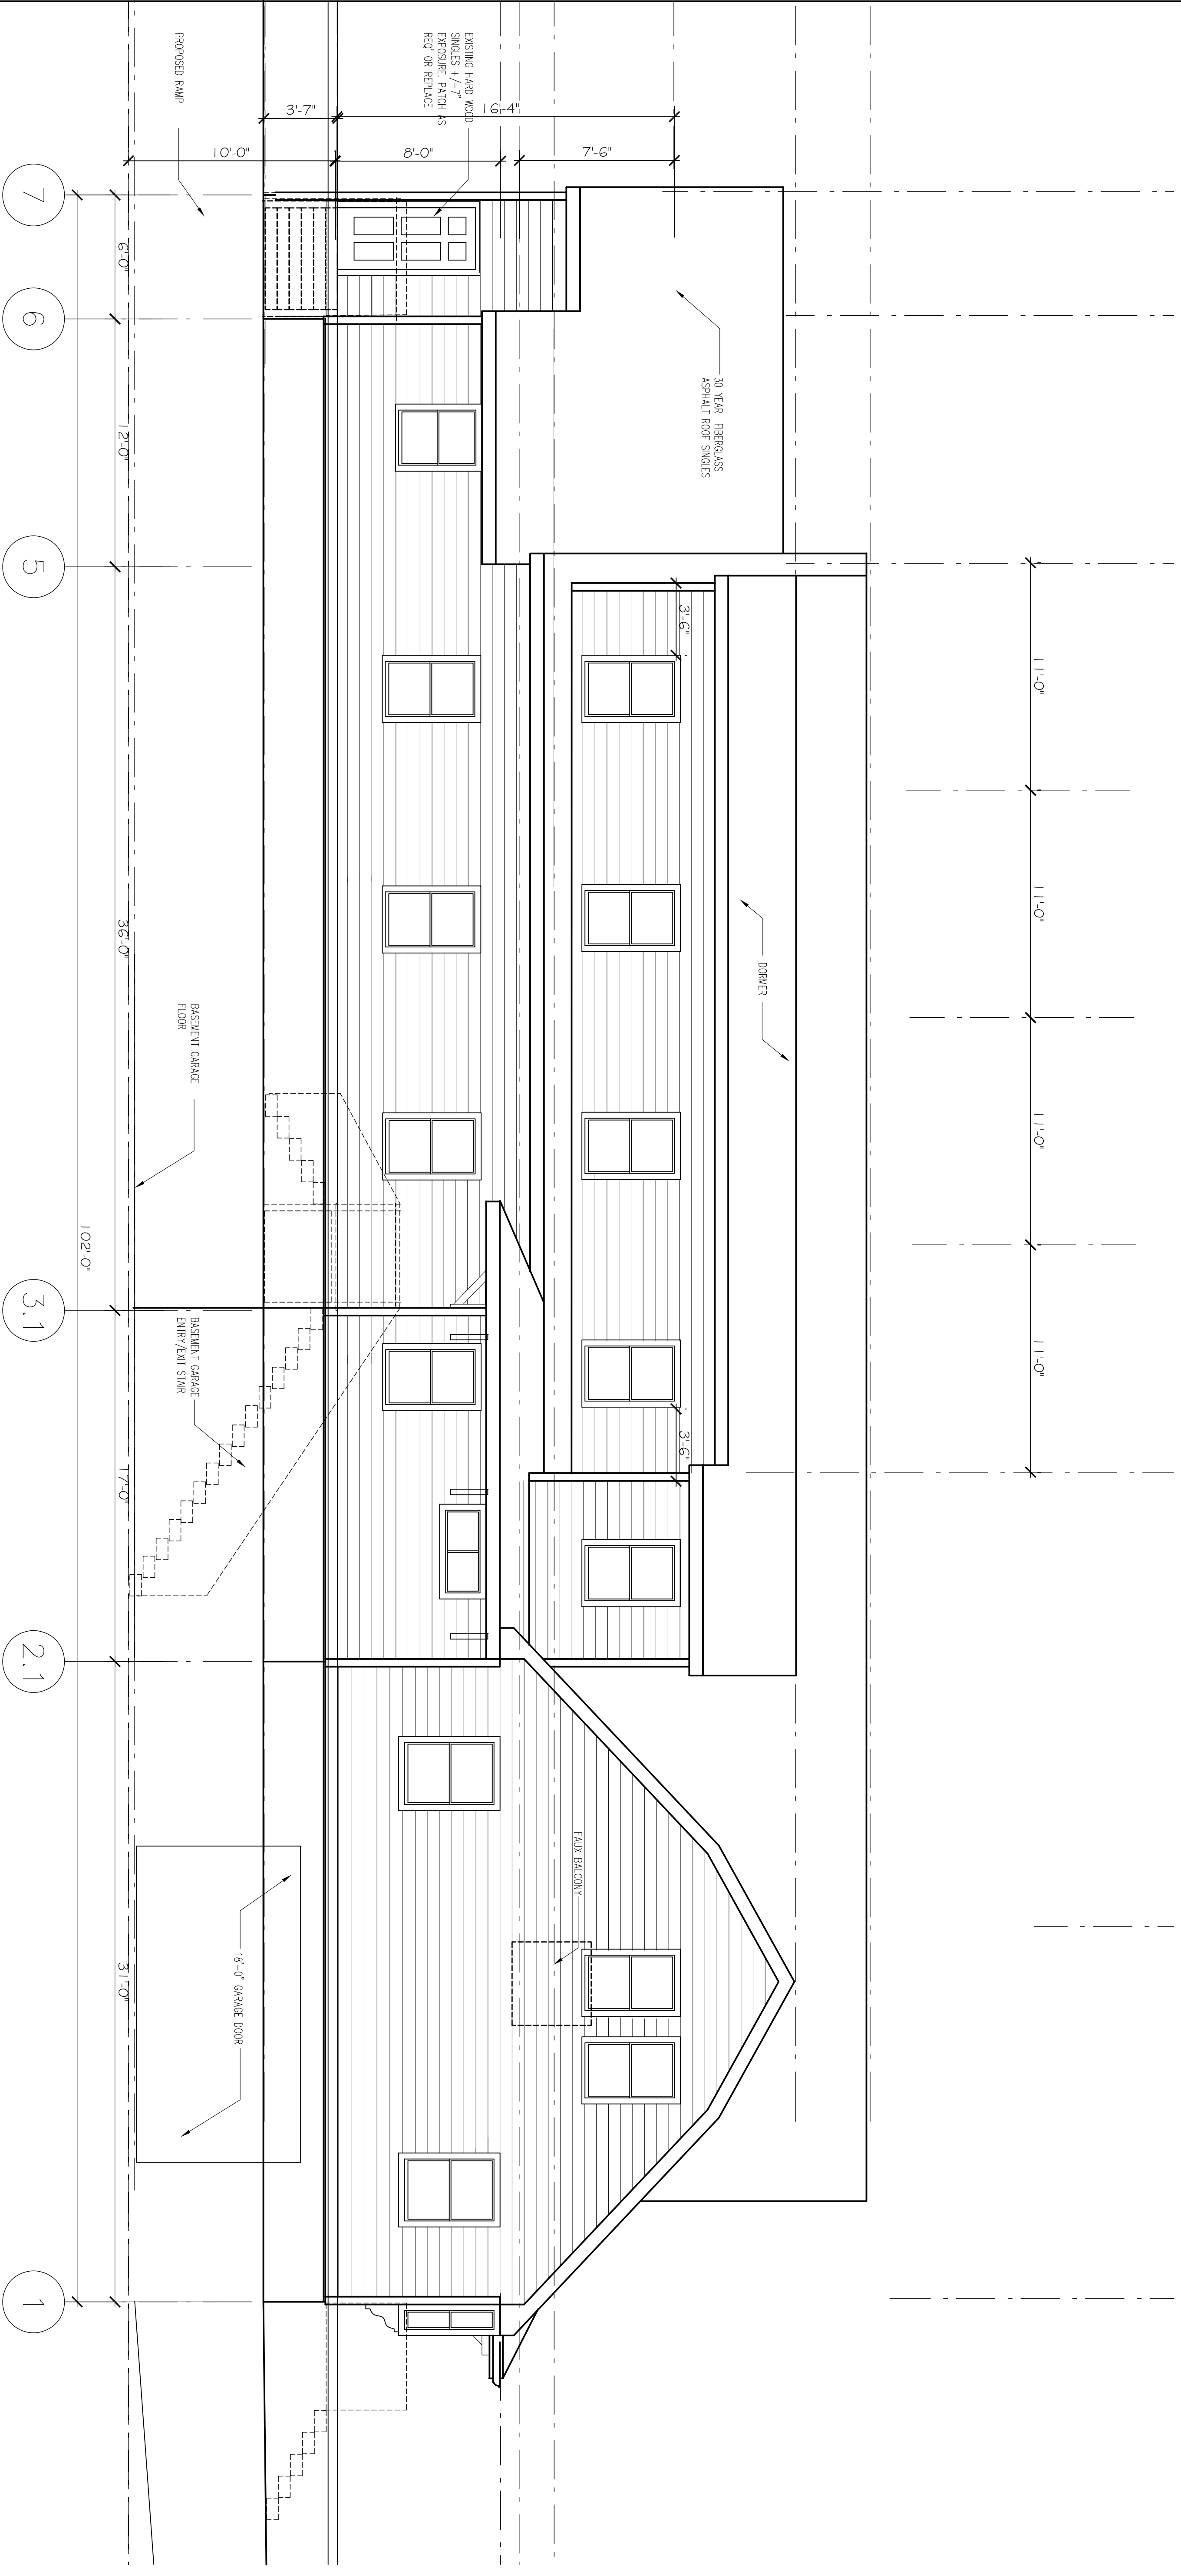 PROPOSED RAMP
EXISTING HARD WOOD
SINGLES +/-7"
EXPOSURE. PATCH AS
REQ' OR REPLACE
3'-7"
16'-4"
10'-0"
8'-0"
7'-6"
30 YEAR FIBERGLASS
ASPHALT ROOF SINGLES
3'-6"
11'-0"
11'-0"
11'-0"
11'-0"
DORMER
3'-6"
BASEMENT GARAGE
FLOOR
BASEMENT GARAGE
ENTRY/EXIT STAIR
FAUX BALCONY
18'-0" GARAGE DOOR
6'-0"
12'-0"
36'-0"
17'-0"
31'-0"
102'-0"
7
6
5
3.1
2.1
1